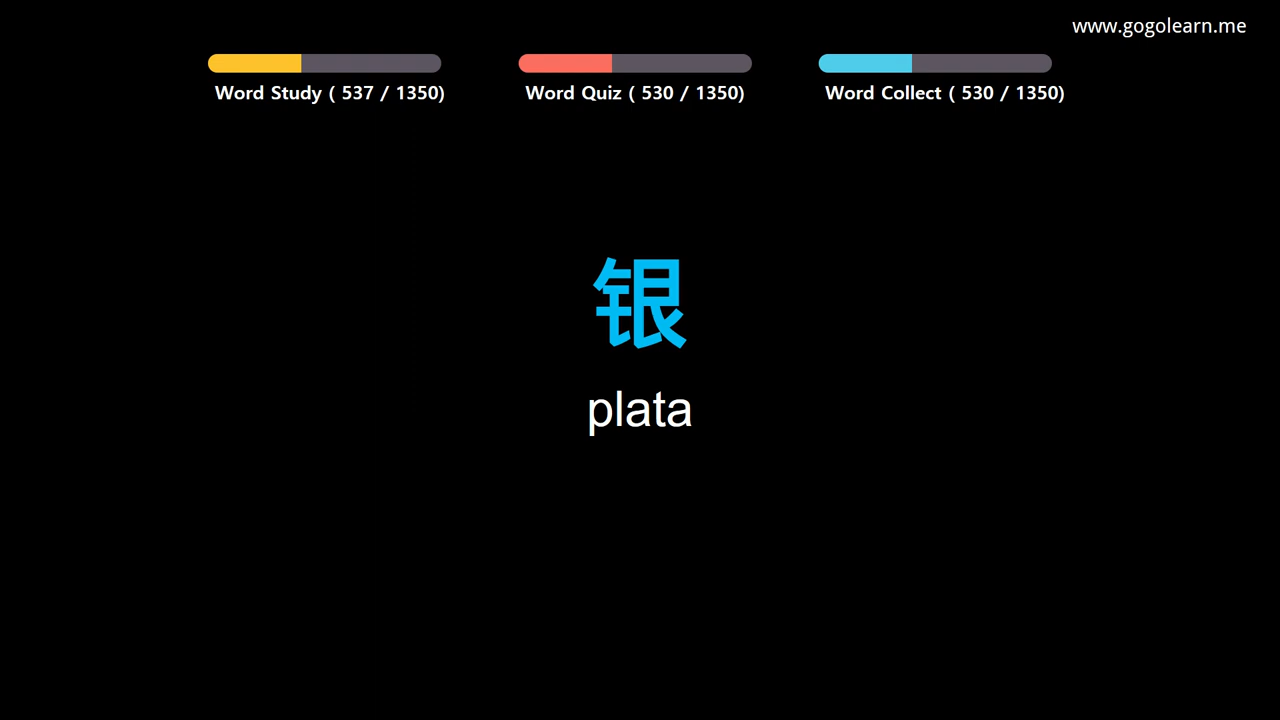 www.gogolearn.me
Word Study ( 537 / 1350)
Word Quiz ( 530 / 1350)
Word Collect ( 530 / 1350)
银
plata